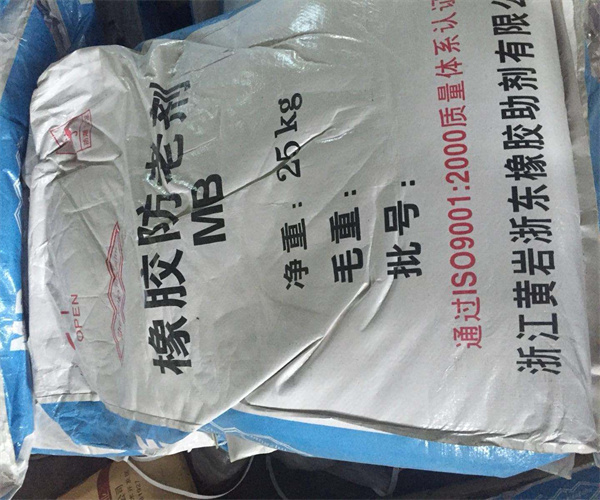 OPEN
橡胶防老剂
MB
净重：25kg
毛重：
批号：
通过ISO9001:2000质量体系认证
浙江黄岩浙东橡胶助剂有限公